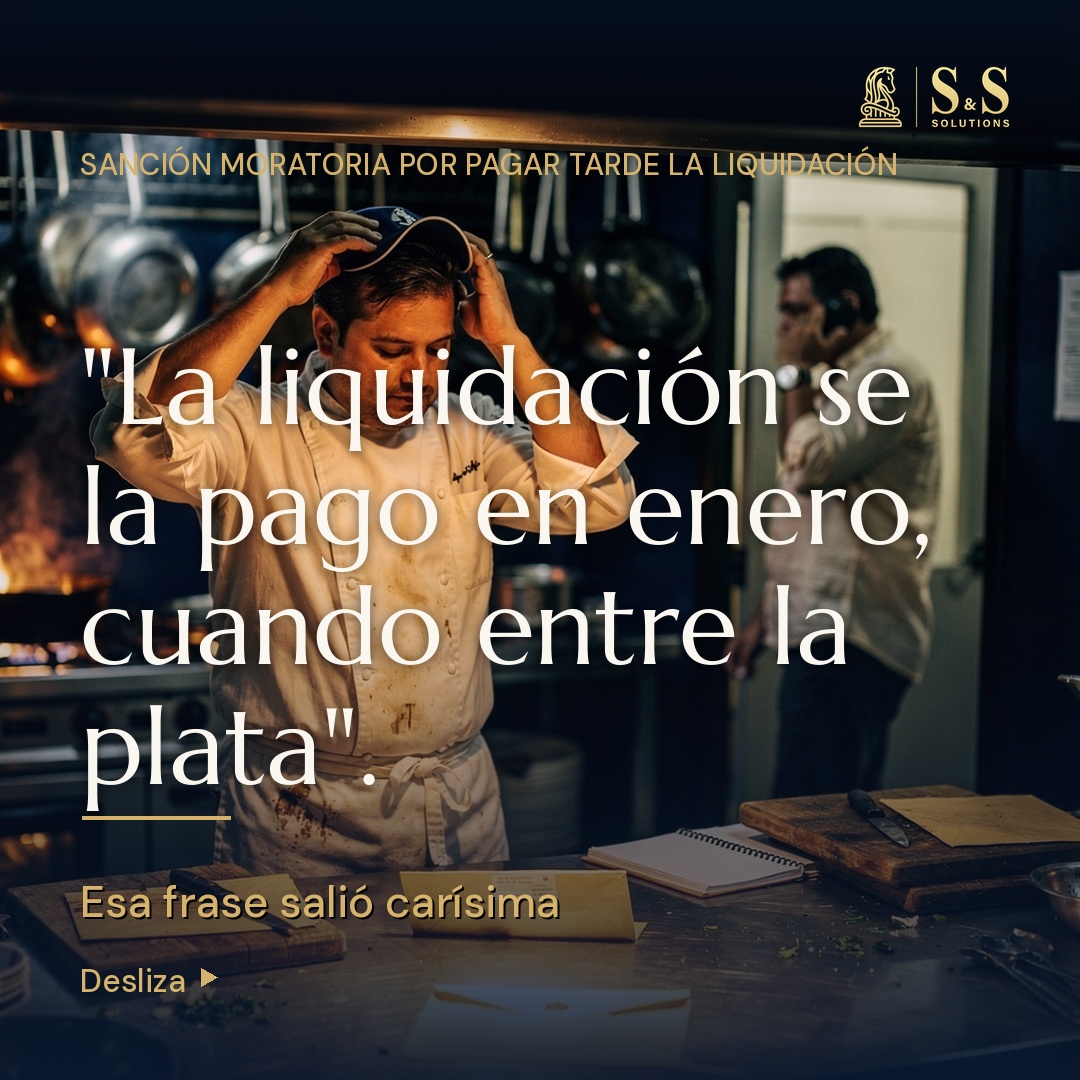 S&S
SOLUTIONS
SANCIÓN MORATORIA POR PAGAR TARDE LA LIQUIDACIÓN
"La liquidación se
la pago en enero,
cuando entre la
plata".
Esa frase salió carísima
Desliza